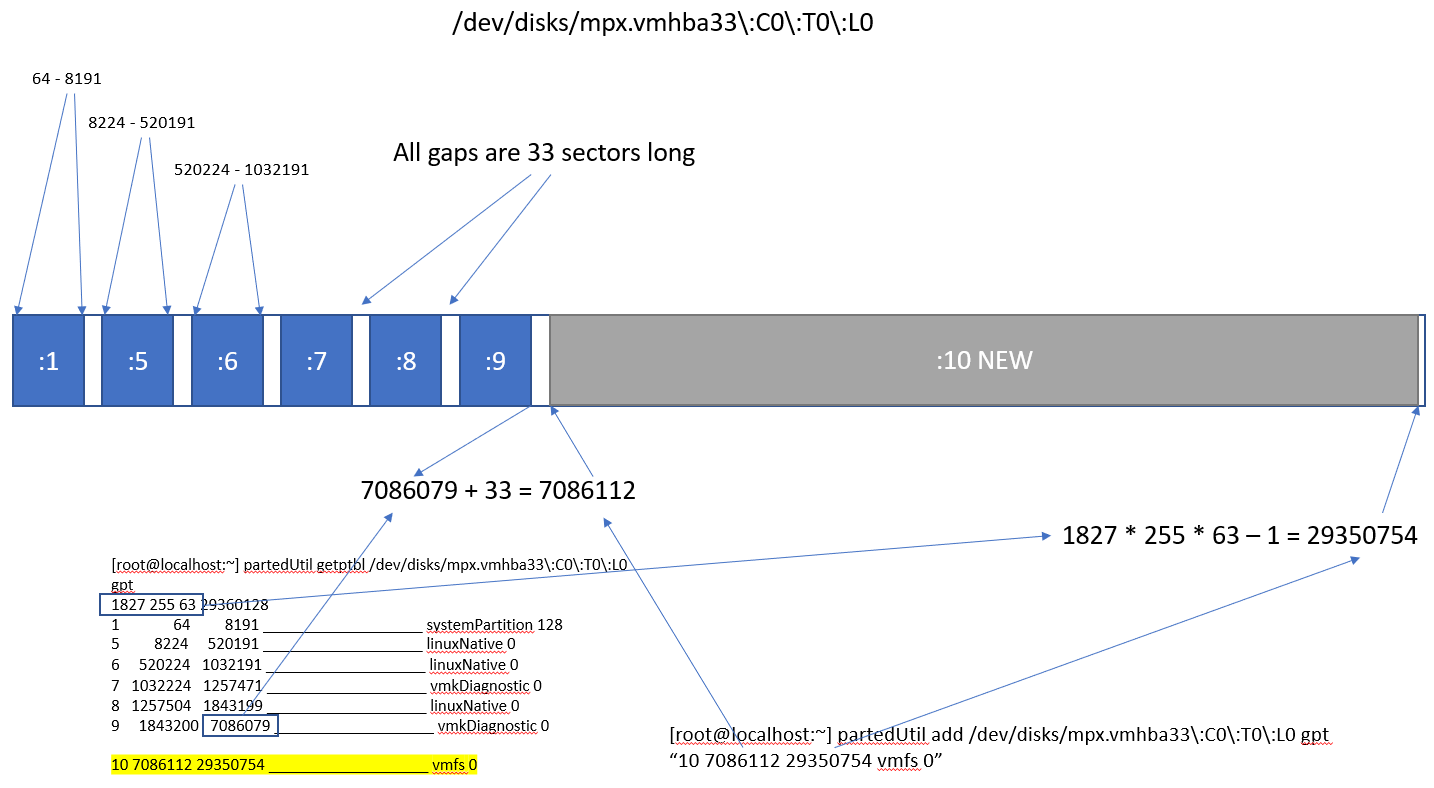 /dev/disks/mpx.vmhba33\:C0\:T0\:L0
64 - 8191
8224 - 520191
520224 - 1032191
All gaps are 33 sectors long
:1
:5
:6
:7
:8
:9
:10 NEW
7086079 + 33 = 7086112
1827 * 255 * 63 – 1 = 29350754
[root@localhost:~] partedUtil getptbl /dev/disks/mpx.vmhba33\:C0\:T0\:L0
gpt
1827 255 63 29360128
1 64 8191 ____________________ systemPartition 128
5 8224 520191 ____________________ linuxNative 0
6 520224 1032191 ____________________ linuxNative 0
7 1032224 1257471 ____________________ vmkDiagnostic 0
8 1257504 1843199 ____________________ linuxNative 0
9 1843200 7086079 ____________________ vmkDiagnostic 0
10 7086112 29350754 ____________________ vmfs 0
[root@localhost:~] partedUtil add /dev/disks/mpx.vmhba33\:C0\:T0\:L0 gpt
“10 7086112 29350754 vmfs 0”